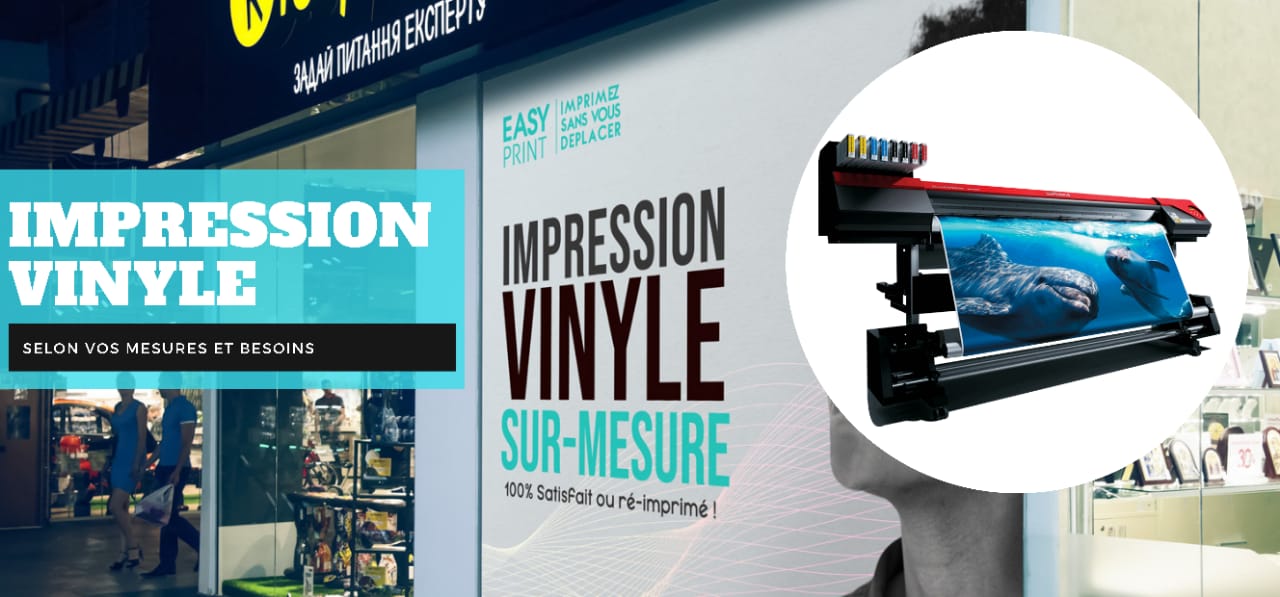 ЗАДАЙ ПИТАННЯ ЕКСПЕРТУ
IMPRESSION
VINYLE
SELON VOS MESURES ET BESOINS
EASY
PRINT
IMPRIMEZ
SANS VOUS
DEPLACER
IMPRESSION
VINYLE
SUR-MESURE
100% Satisfait ou ré-imprimé !